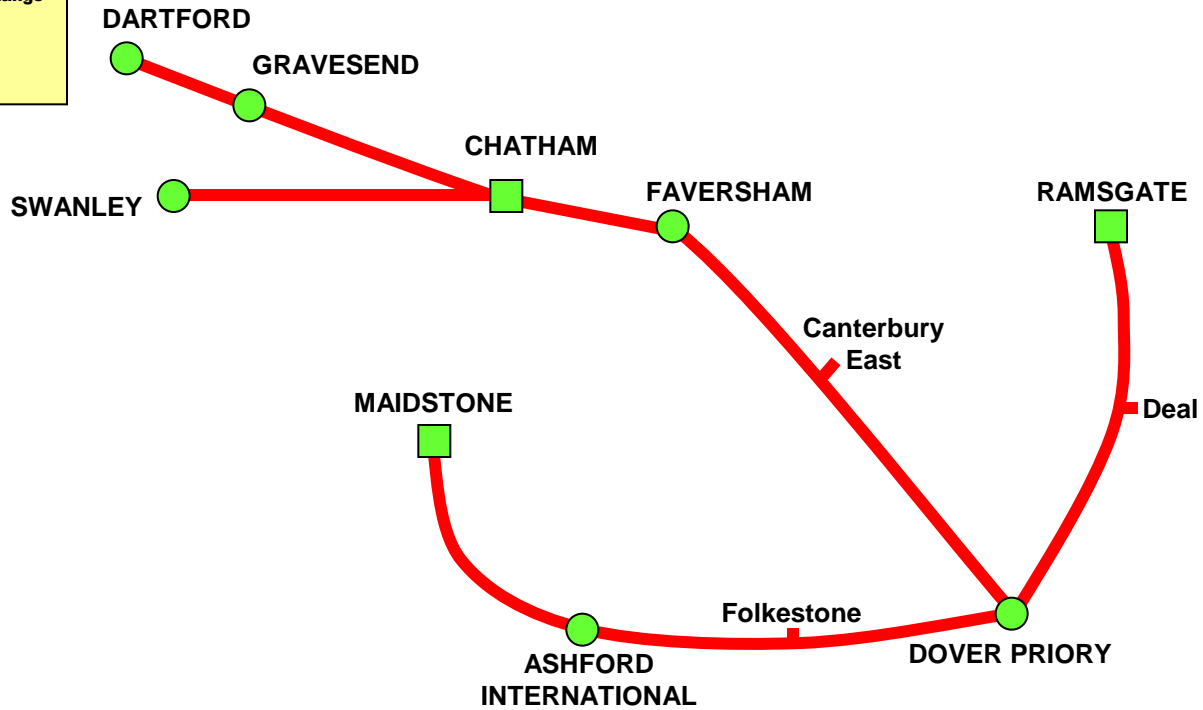 DARTFORD
GRAVESEND
CHATHAM
SWANLEY
FAVERSHAM
RAMSGATE
Canterbury
East
MAIDSTONE
Deal
Folkestone
ASHFORD
INTERNATIONAL
DOVER PRIORY